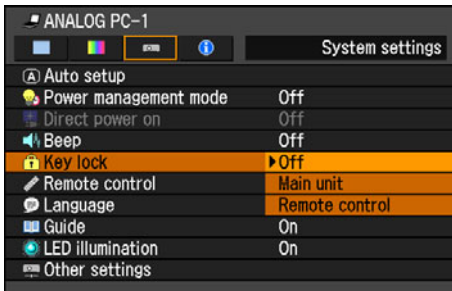 ANALOG PC-1
System settings
A Auto setup
Power management mode Off
Direct power on Off
Beep Off
Key lock Off
Remote control Main unit
Language Remote control
Guide On
LED illumination On
Other settings